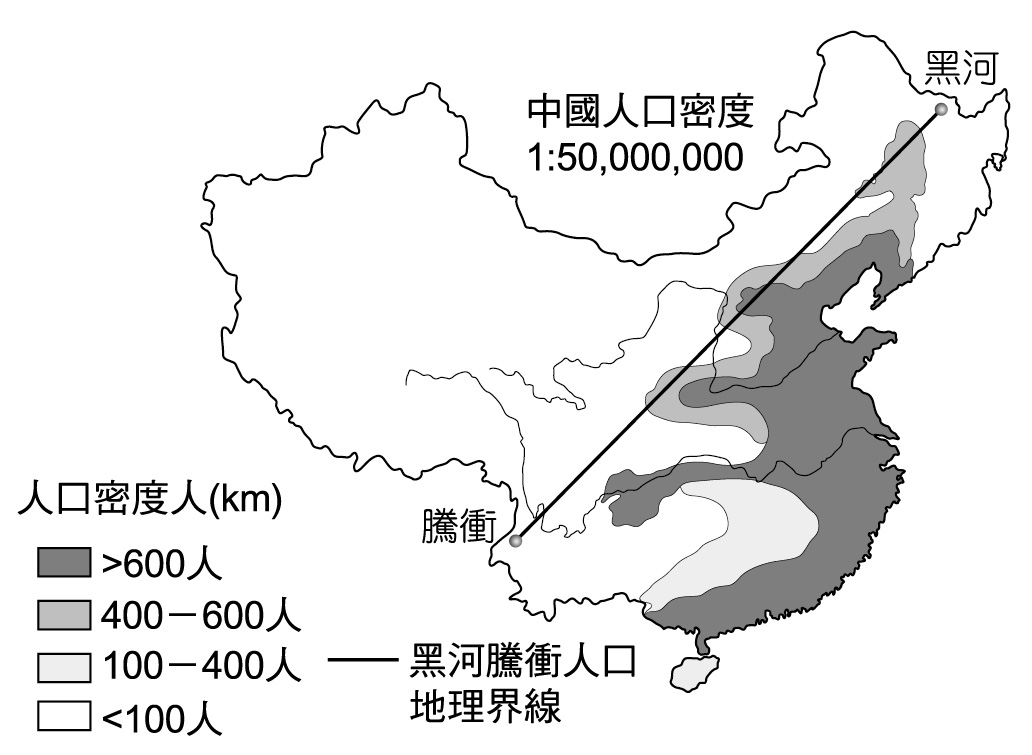 黑河
中國人口密度
1:50,000,000
人口密度人(km)
騰衝
>600人
400－600人
100－400人
<100人
黑河騰衝人口
地理界線